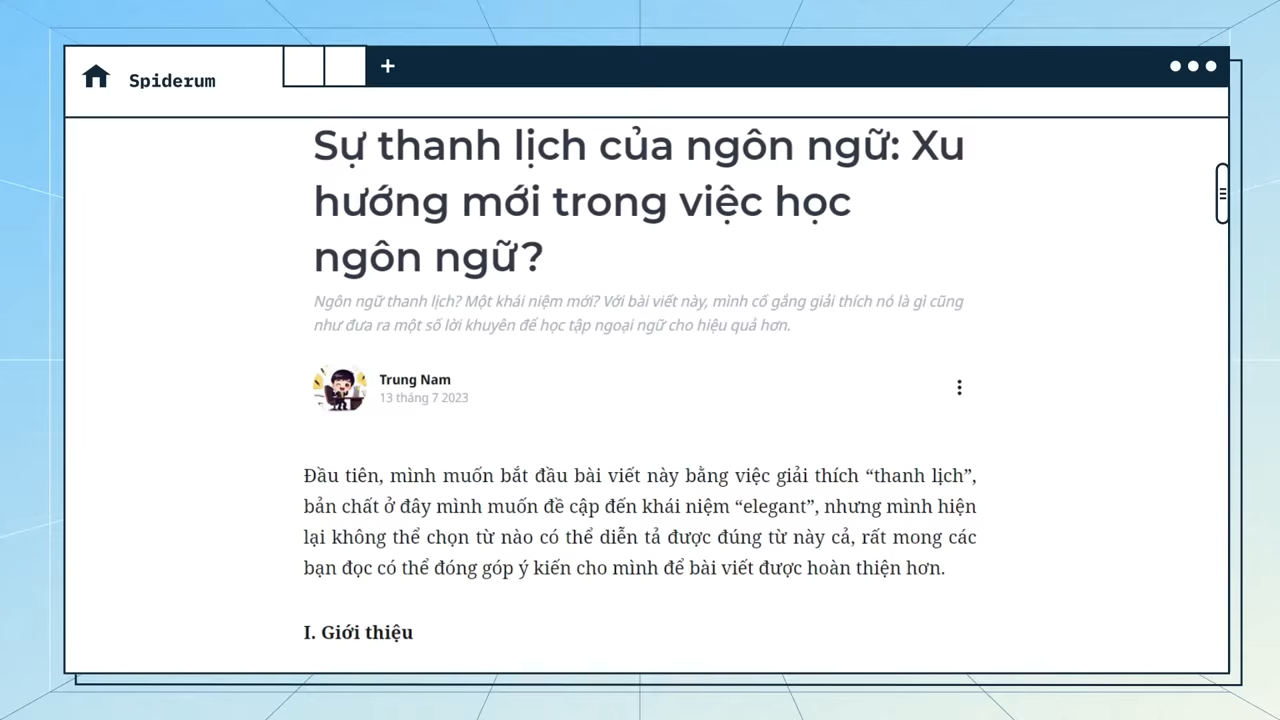 Spiderum
Sự thanh lịch của ngôn ngữ: Xu
hướng mới trong việc học
ngôn ngữ?
Ngôn ngữ thanh lịch? Một khái niệm mới? Với bài viết này, mình cố gắng giải thích nó là gì cũng
như đưa ra một số lời khuyên để học tập ngoại ngữ cho hiệu quả hơn.
Trung Nam
13 tháng 7 2023
Đầu tiên, mình muốn bắt đầu bài viết này bằng việc giải thích “thanh lịch”,
bản chất ở đây mình muốn đề cập đến khái niệm “elegant”, nhưng mình hiện
lại không thể chọn từ nào có thể diễn tả được đúng từ này cả, rất mong các
bạn đọc có thể đóng góp ý kiến cho mình để bài viết được hoàn thiện hơn.
I. Giới thiệu